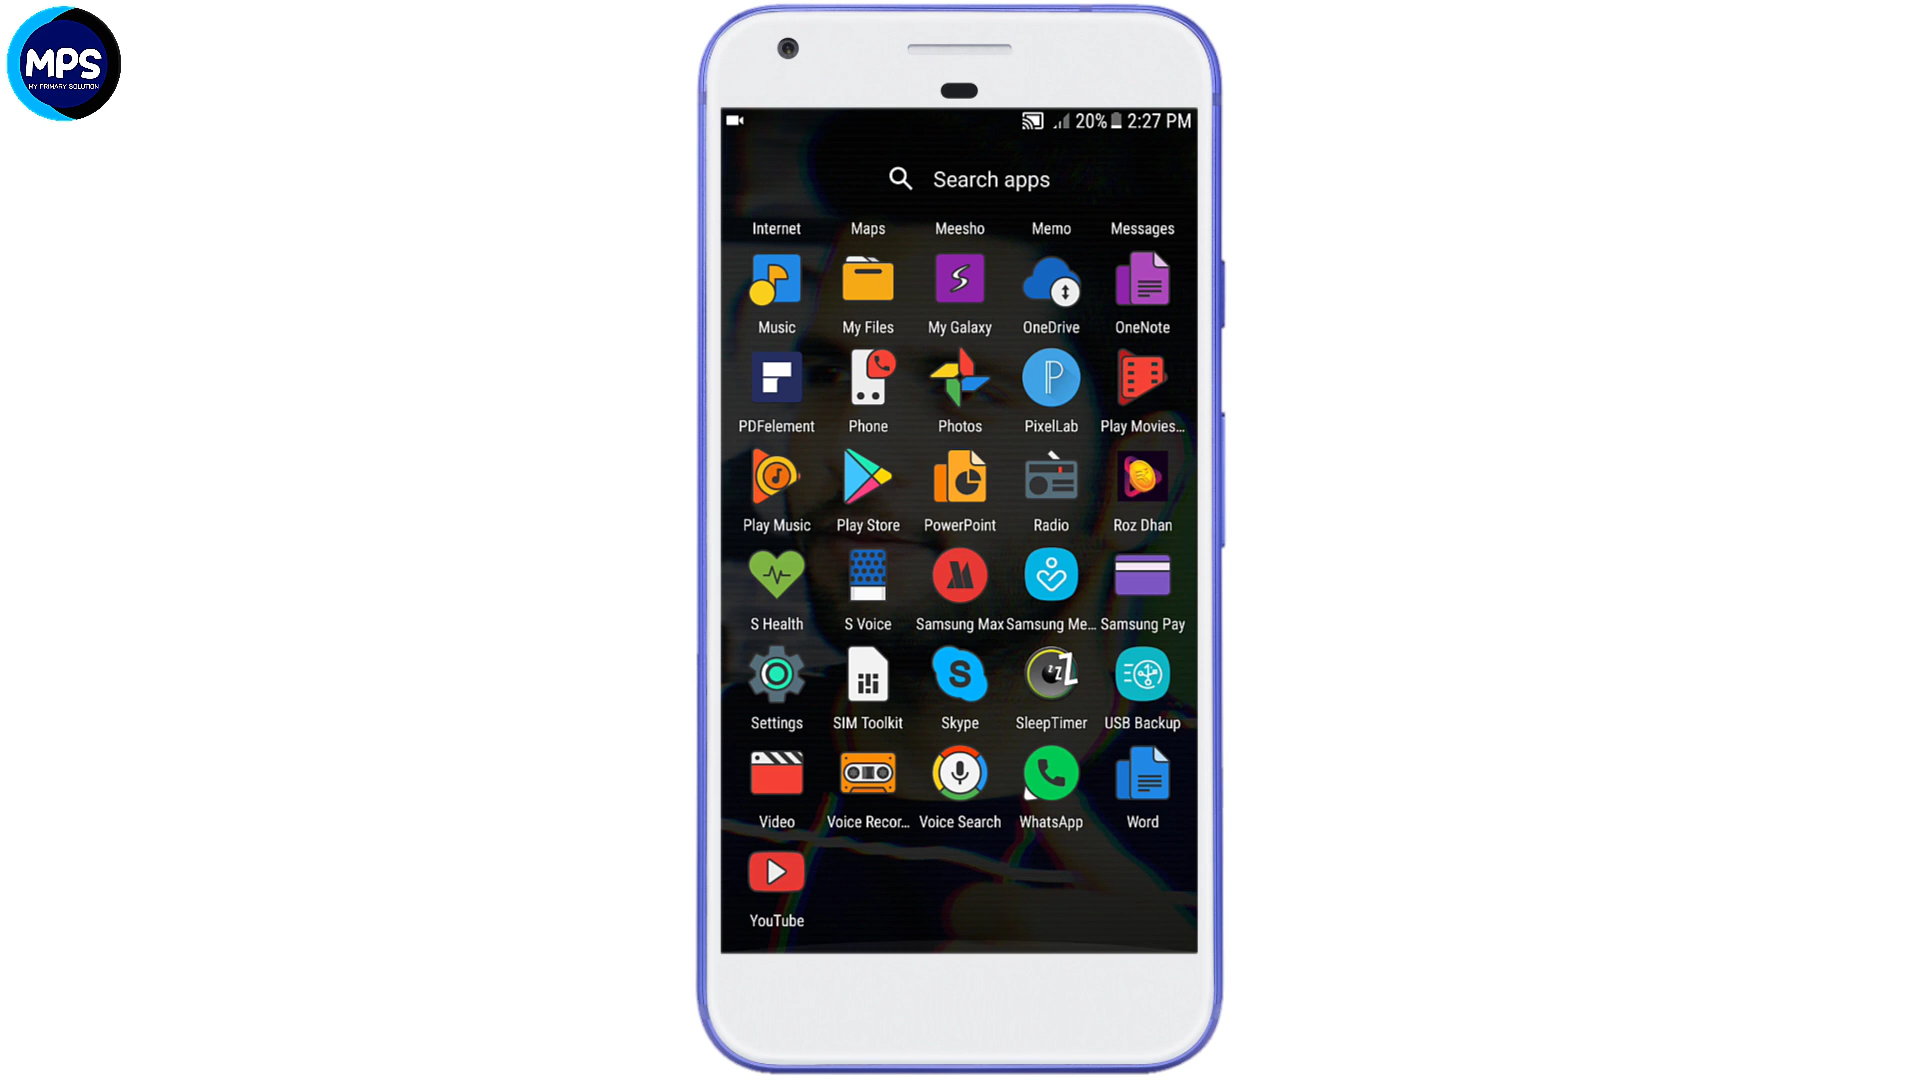 MPS
MY PRIMARY SOLUTION
20% 2:27 PM
Search apps
Internet Maps Meesho Memo Messages
Music My Files My Galaxy OneDrive OneNote
PDFelement Phone Photos PixelLab Play Movies...
Play Music Play Store PowerPoint Radio Roz Dhan
S Health S Voice Samsung Max Samsung Me... Samsung Pay
Settings SIM Toolkit Skype SleepTimer USB Backup
Video Voice Recor... Voice Search WhatsApp Word
YouTube